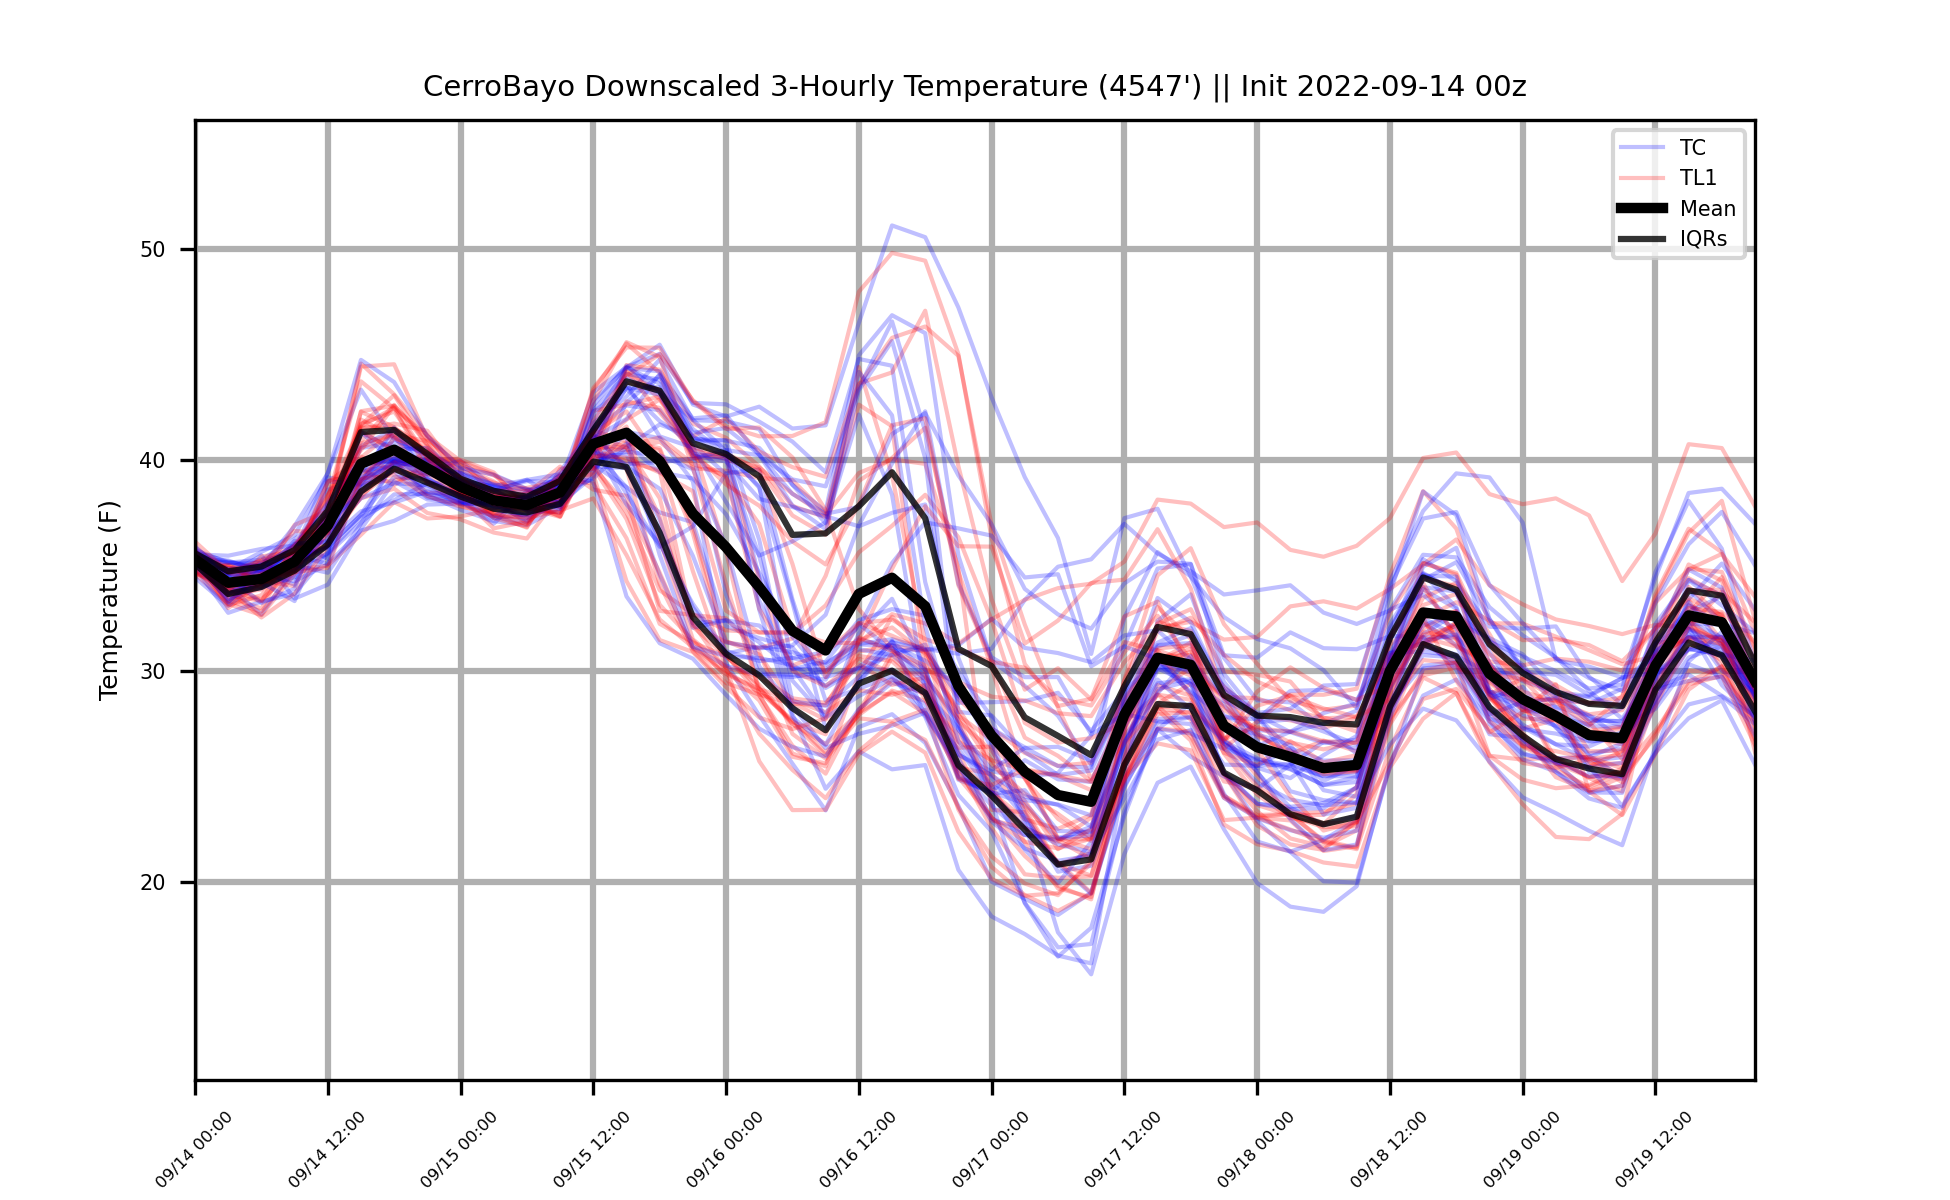 CerroBayo Downscaled 3-Hourly Temperature (4547') || Init 2022-09-14 00z
TC
TL1
Mean
IQRs
Temperature (F)
50
40
30
20
09/14 00:00
09/14 12:00
09/15 00:00
09/15 12:00
09/16 00:00
09/16 12:00
09/17 00:00
09/17 12:00
09/18 00:00
09/18 12:00
09/19 00:00
09/19 12:00